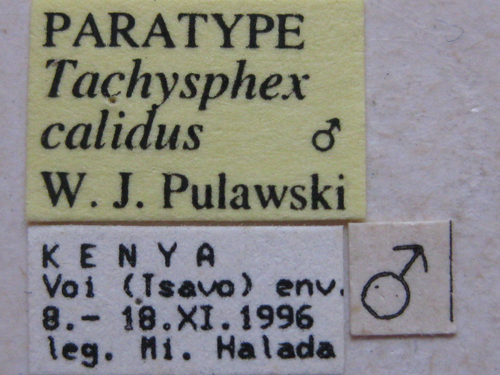 PARATYPE
Tachysphex
calidus ♂
W. J. Pulawski
KENYA
Voi (Tsavo) env.
8.- 18.XI.1996
leg. Mi. Halada
♂